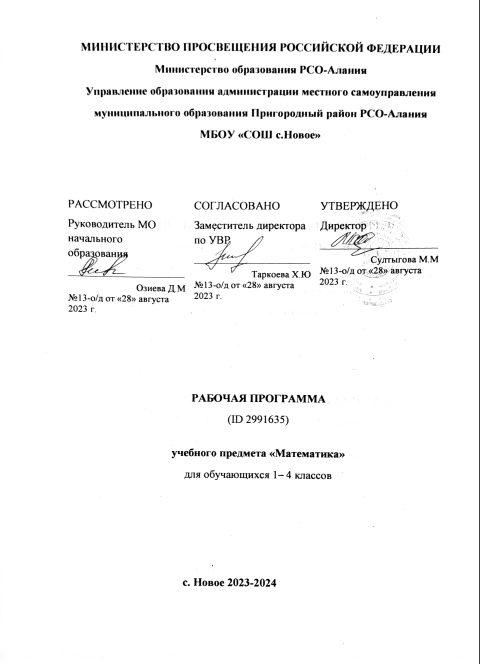 МИНИСТЕРСТВО ПРОСВЕЩЕНИЯ РОССИЙСКОЙ ФЕДЕРАЦИИ
Министерство образования РСО-Алания
Управление образования администрации местного самоуправления
муниципального образования Пригородный район РСО-Алания
МБОУ «СОШ с.Новое»
РАССМОТРЕНО
Руководитель МО
начального
образования
Озиева Д.М
№13-о/д от «28» августа
2023 г.
СОГЛАСОВАНО
Заместитель директора
по УВР
Таркоева Х.Ю
№13-о/д от «28» августа
2023 г.
УТВЕРЖДЕНО
Директор
Султыгова М.М
№13-о/д от «28» августа
2023 г.
РАБОЧАЯ ПРОГРАММА
(ID 2991635)
учебного предмета «Математика»
для обучающихся 1– 4 классов
с. Новое 2023-2024